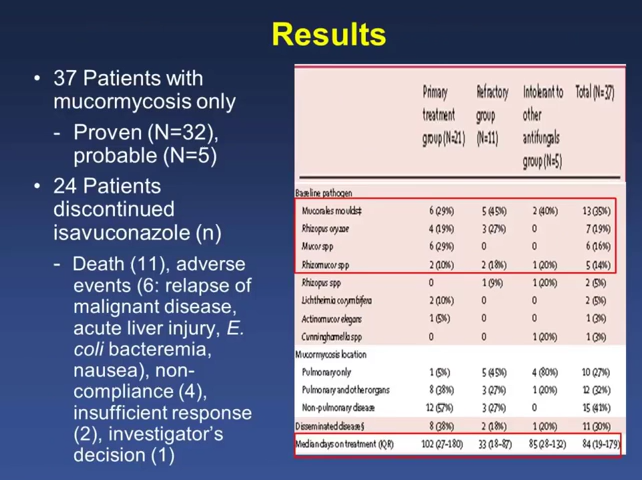 Results
• 37 Patients with
mucormycosis only
- Proven (N=32),
probable (N=5)
• 24 Patients
discontinued
isavuconazole (n)
- Death (11), adverse
events (6: relapse of
malignant disease,
acute liver injury, E.
coli bacteremia,
nausea), non-
compliance (4),
insufficient response
(2), investigator's
decision (1)
Primary treatment group (N=21) Refractory group (N=11) Intolerant to other antifungals group (N=5) Total (N=37)
Baseline pathogen
Mucorales moulds‡ 6 (29%) 5 (45%) 2 (40%) 13 (35%)
Rhizopus oryzae 4 (19%) 3 (27%) 0 7 (19%)
Mucor spp 6 (29%) 0 0 6 (16%)
Rhizomucor spp 2 (10%) 2 (18%) 1 (20%) 5 (14%)
Rhizopus spp 0 1 (9%) 1 (20%) 2 (5%)
Lichtheimia corymbifera 2 (10%) 0 0 2 (5%)
Actinomucor elegans 1 (5%) 0 0 1 (3%)
Cunninghamella spp 0 0 1 (20%) 1 (3%)
Mucormycosis location
Pulmonary only 1 (5%) 5 (45%) 4 (80%) 10 (27%)
Pulmonary and other organs 8 (38%) 3 (27%) 1 (20%) 12 (32%)
Non-pulmonary disease 12 (57%) 3 (27%) 0 15 (41%)
Disseminated disease§ 8 (38%) 2 (18%) 1 (20%) 11 (30%)
Median days on treatment (IQR) 102 (27–180) 33 (18–87) 85 (28–132) 84 (19–179)